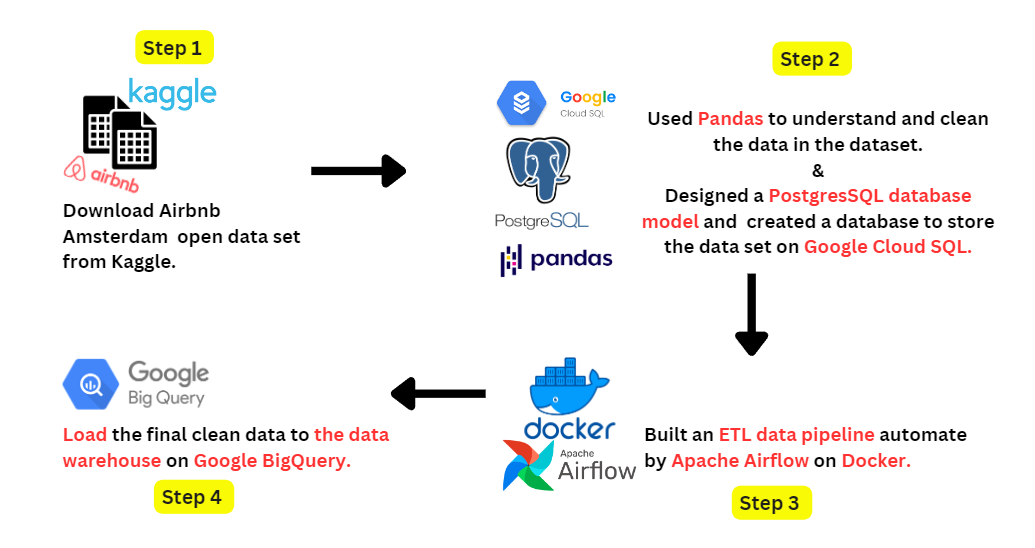 Step 1
kaggle
airbnb
Download Airbnb
Amsterdam  open data set
from Kaggle.
Step 2
Google
Cloud SQL
PostgreSQL
pandas
Used Pandas to understand and clean
the data in the dataset.
&
Designed a PostgresSQL database
model and  created a database to store
the data set on Google Cloud SQL.
docker
Apache
Airflow
Built an ETL data pipeline automate
by Apache Airflow on Docker.
Step 3
Google
Big Query
Load the final clean data to the data
warehouse on Google BigQuery.
Step 4